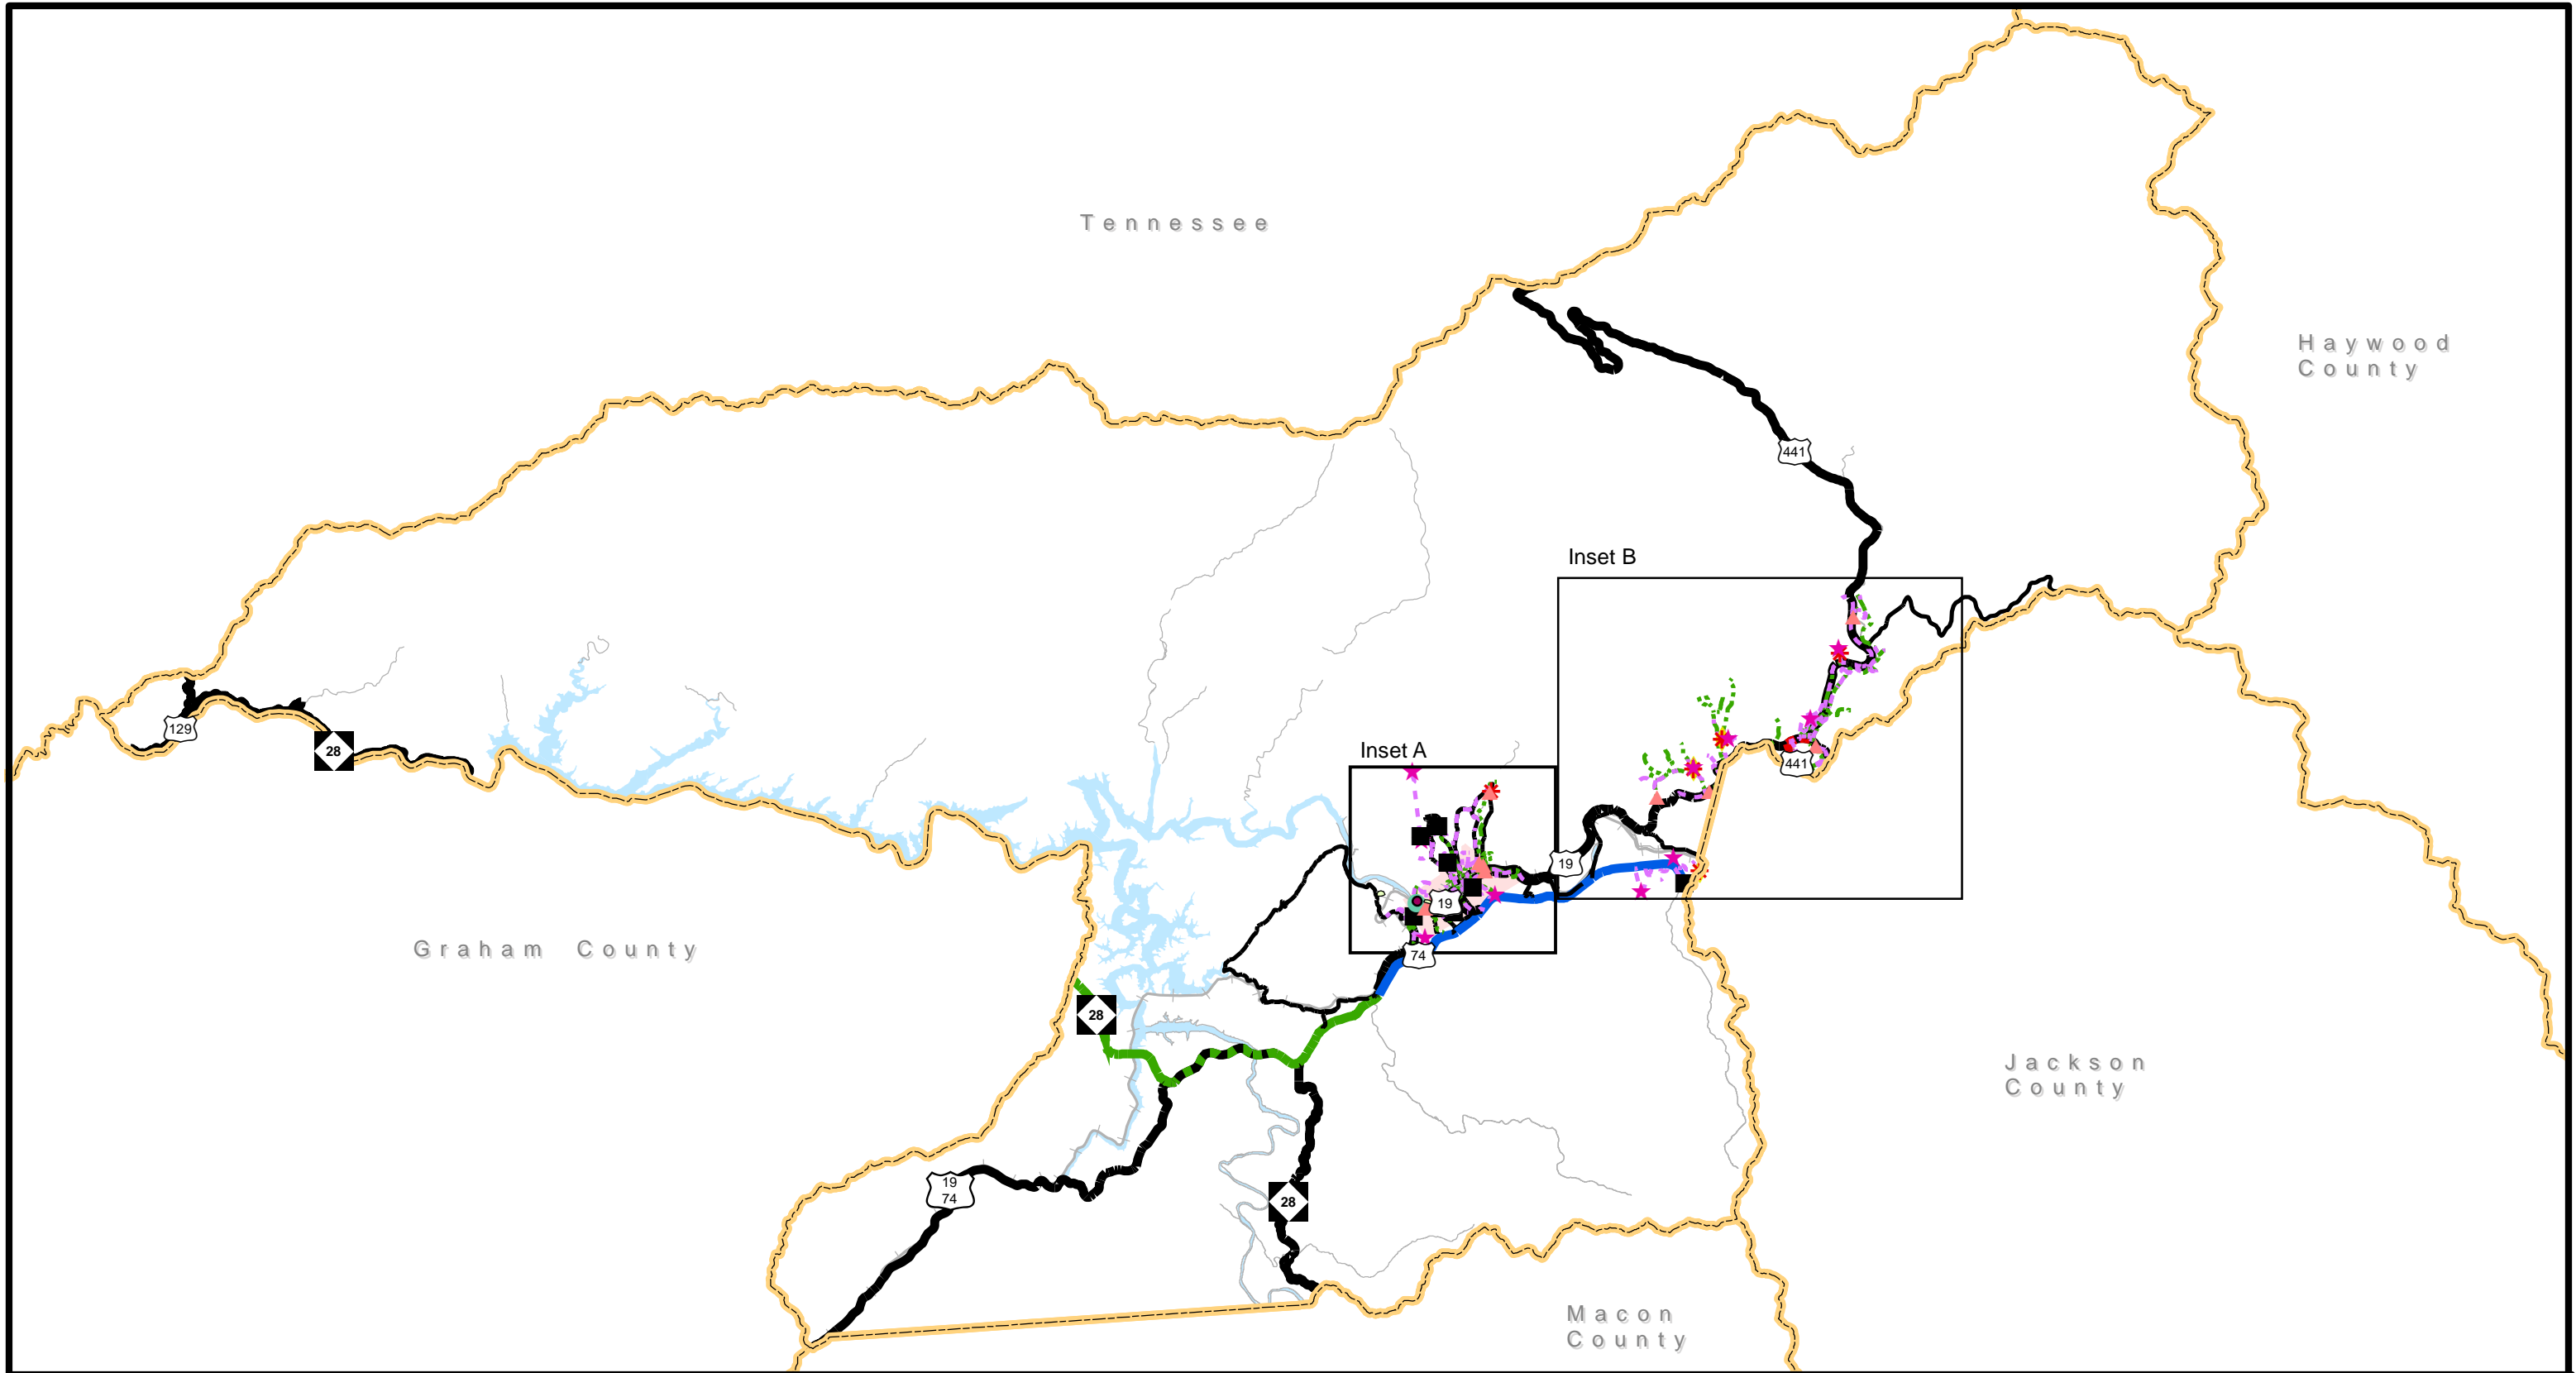 Tennessee
Haywood
County
441
Inset B
Inset A
129
28
441
19
19
74
Graham County
28
Jackson
County
19
74
28
Macon
County